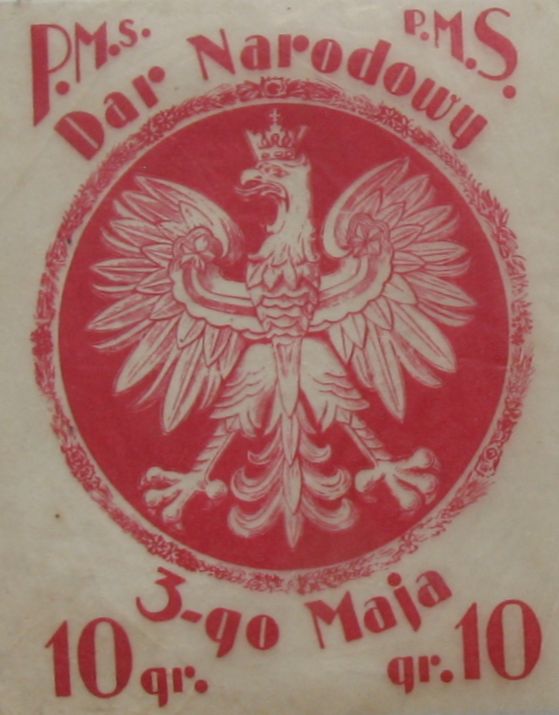 P.M.S. P.M.S.
Dar Narodowy
3-go Maja
10 gr. gr. 10